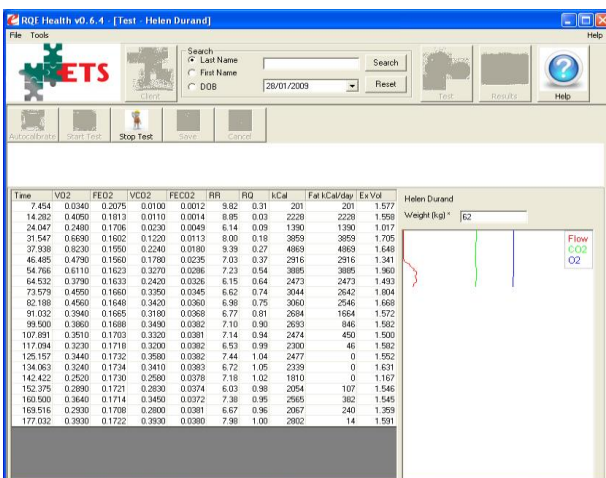 RQE Health v0.6.4 - [Test - Helen Durand]
File Tools Help
ETS
Client
Search
Last Name
First Name
DOB
28/01/2009
Search
Reset
Test
Results
Help
Autocalibrate Start Test Stop Test Save Cancel
Time VO2 FEO2 VCO2 FECO2 RR RQ kCal Fat kCal/day Ex Vol
7.454 0.0340 0.2075 0.0100 0.0012 9.82 0.31 201 201 1.577
14.282 0.4050 0.1813 0.0110 0.0014 8.85 0.03 2228 2228 1.558
24.047 0.2480 0.1706 0.0230 0.0049 6.14 0.09 1390 1390 1.017
31.547 0.6690 0.1602 0.1220 0.0113 8.00 0.18 3859 3859 1.705
37.938 0.8230 0.1550 0.2240 0.0180 9.39 0.27 4869 4869 1.648
46.485 0.4790 0.1560 0.1780 0.0235 7.03 0.37 2916 2916 1.341
54.766 0.6110 0.1623 0.3270 0.0286 7.23 0.54 3885 3885 1.960
64.532 0.3790 0.1633 0.2420 0.0326 6.15 0.64 2473 2473 1.493
73.579 0.4550 0.1660 0.3350 0.0345 6.62 0.74 3044 2642 1.804
82.188 0.4560 0.1648 0.3420 0.0360 6.98 0.75 3060 2546 1.668
91.032 0.3940 0.1665 0.3180 0.0368 6.77 0.81 2684 1664 1.572
99.500 0.3860 0.1688 0.3490 0.0382 7.10 0.90 2693 846 1.582
107.891 0.3510 0.1703 0.3320 0.0381 7.14 0.94 2474 450 1.500
117.094 0.3230 0.1718 0.3200 0.0382 6.53 0.99 2300 46 1.582
125.157 0.3440 0.1732 0.3580 0.0382 7.44 1.04 2477 0 1.552
134.063 0.3240 0.1734 0.3410 0.0383 6.72 1.05 2339 0 1.631
142.422 0.2520 0.1730 0.2580 0.0378 7.18 1.02 1810 0 1.167
152.375 0.2890 0.1721 0.2830 0.0374 6.03 0.98 2054 107 1.546
160.500 0.3640 0.1714 0.3450 0.0372 7.38 0.95 2565 382 1.545
169.516 0.2930 0.1708 0.2800 0.0381 6.67 0.96 2067 240 1.359
177.032 0.3930 0.1722 0.3930 0.0380 7.98 1.00 2802 14 1.591
Helen Durand
Weight (kg) * 62
Flow
CO2
O2